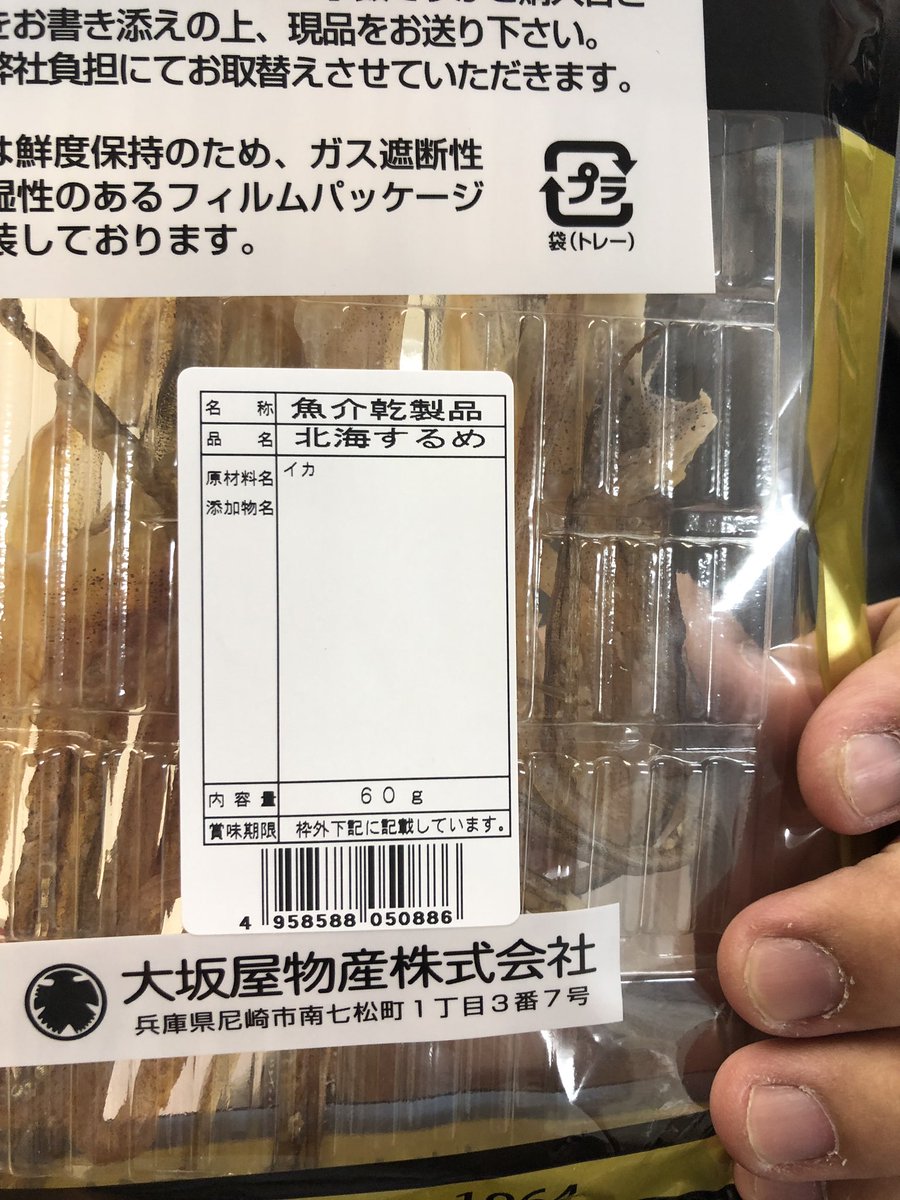 をお書き添えの上、現品をお送り下さい。
弊社負担にてお取替えさせていただきます。
は鮮度保持のため、ガス遮断性
湿性のあるフィルムパッケージ
装しております。
プラ
袋(トレー)
名称 魚介乾製品
品名 北海するめ
原材料名 イカ
添加物名
内容量 60g
賞味期限 枠外下記に記載しています。
4 958588 050886
大坂屋物産株式会社
兵庫県尼崎市南七松町1丁目3番7号